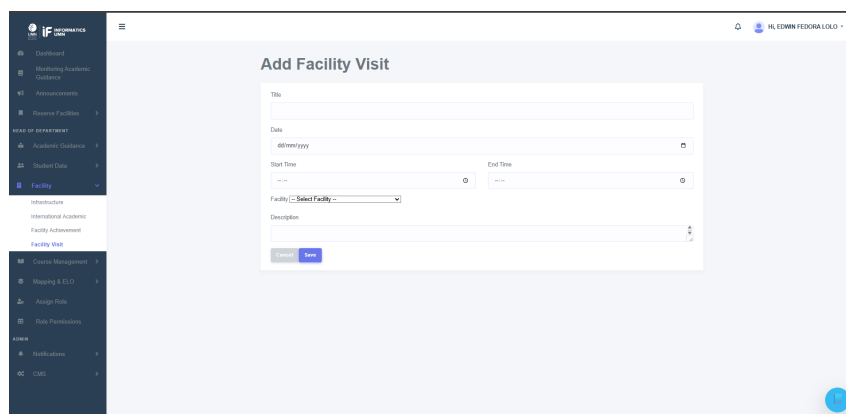 UMN
iF INFORMATICS
UMN
Hi, EDWIN FEDORA LOLO
Dashboard
Monitoring Academic
Guidance
Announcements
Reserve Facilities
HEAD OF DEPARTMENT
Academic Guidance
Student Data
Facility
Infrastructure
International Academic
Facility Achievement
Facility Visit
Course Management
Mapping & ELO
Assign Role
Role Permissions
ADMIN
Notifications
CMS
Add Facility Visit
Title
Date
dd/mm/yyyy
Start Time
End Time
--:--
--:--
Facility -- Select Facility --
Description
Cancel Save